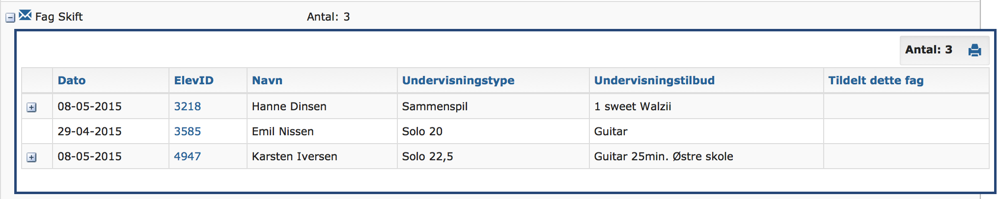 Fag Skift Antal: 3
Antal: 3
Dato ElevID Navn Undervisningstype Undervisningstilbud Tildelt dette fag
08-05-2015 3218 Hanne Dinsen Sammenspil 1 sweet Walzii
29-04-2015 3585 Emil Nissen Solo 20 Guitar
08-05-2015 4947 Karsten Iversen Solo 22,5 Guitar 25min. Østre skole